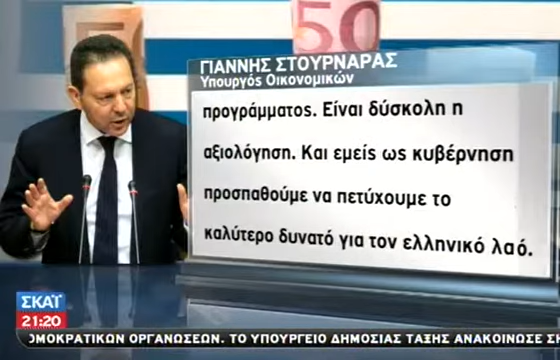 50
ΓΙΑΝΝΗΣ ΣΤΟΥΡΝΑΡΑΣ
Υπουργός Οικονομικών
προγράμματος. Είναι δύσκολη η
αξιολόγηση. Και εμείς ως κυβέρνηση
προσπαθούμε να πετύχουμε το
καλύτερο δυνατό για τον ελληνικό λαό.
ΣΚΑΪ
21:20
ΟΜΟΚΡΑΤΙΚΩΝ ΟΡΓΑΝΩΣΕΩΝ. ΤΟ ΥΠΟΥΡΓΕΙΟ ΔΗΜΟΣΙΑΣ ΤΑΞΗΣ ΑΝΑΚΟΙΝΩΣΕ